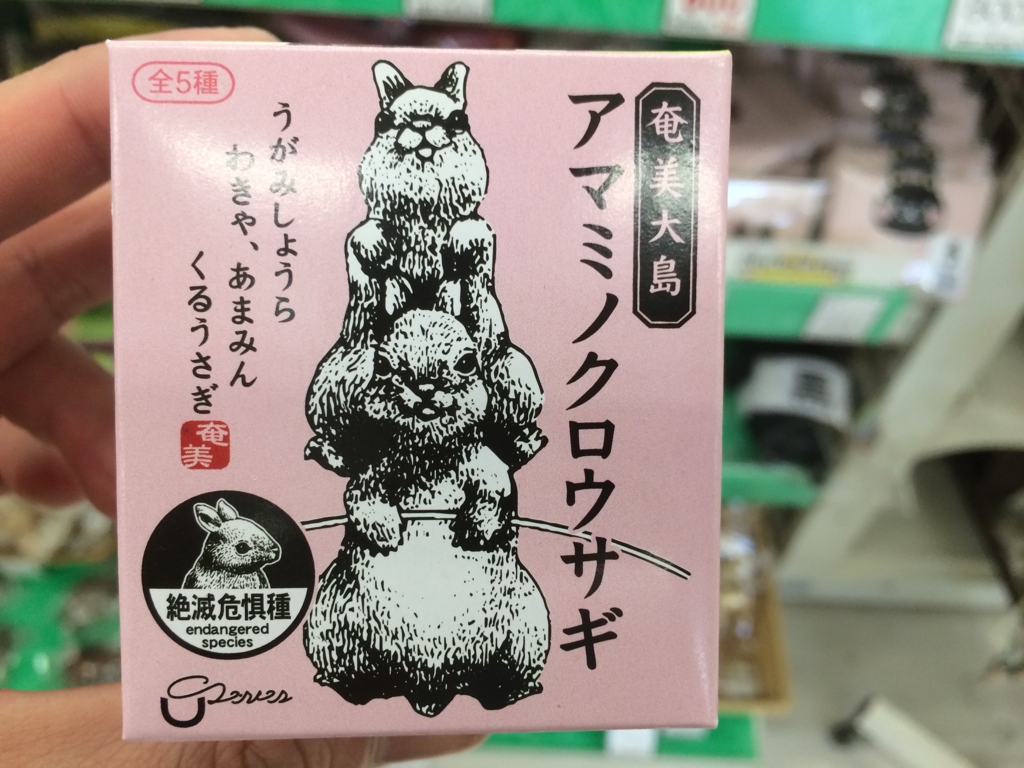 全5種
奄美大島
アマミノクロウサギ
うがみしょうら
わきゃ、あまみん
くるうさぎ
奄美
絶滅危惧種
endangered
species
U series